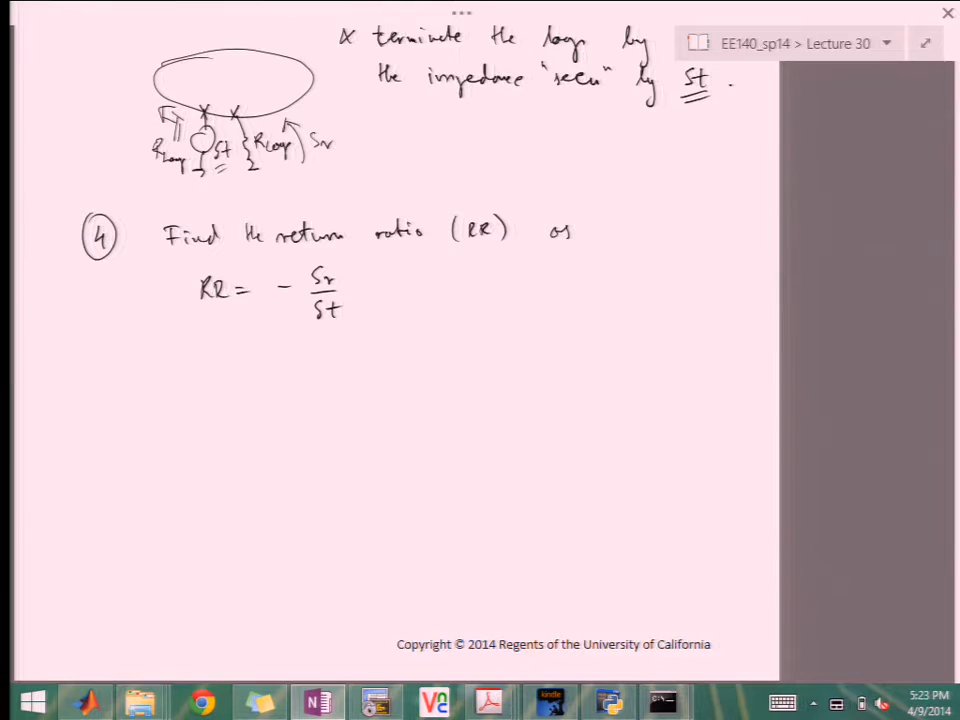 x terminate the loop by
EE140_sp14 > Lecture 30
the impedance "seen" by St .
Rloop St Rloop Sr
4 Find the return ratio (RR) as
RR = - Sr
St
Copyright © 2014 Regents of the University of California
kindle
5:23 PM
4/9/2014